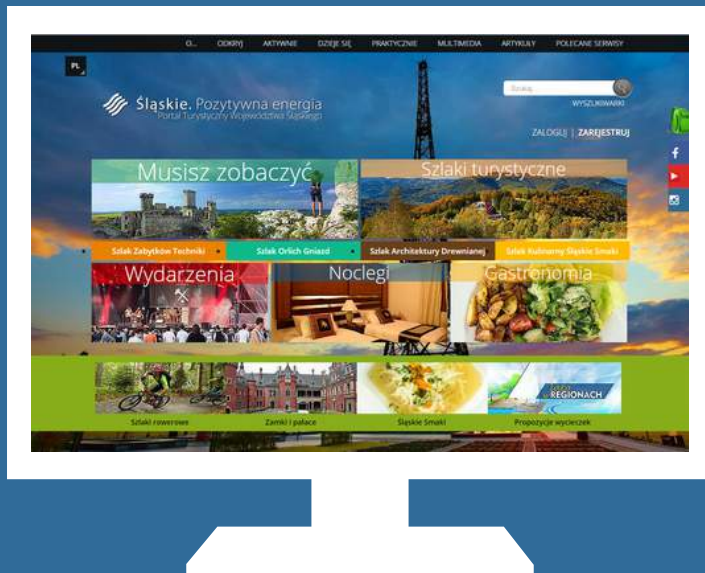 O... ODKRYJ AKTYWNIE DZIEJE SIĘ PRAKTYCZNIE MULTIMEDIA ARTYKUŁY POLECANE SERWISY
PL
Szukaj
WYSZUKIWARKI
Śląskie. Pozytywna energia
Portal Turystyczny Województwa Śląskiego
ZALOGUJ | ZAREJESTRUJ
Musisz zobaczyć Szlaki turystyczne
Szlak Zabytków Techniki Szlak Orlich Gniazd Szlak Architektury Drewnianej Szlak Kulinarny Śląskie Smaki
Wydarzenia Noclegi Gastronomia
REGIONACH
Szlaki rowerowe Zamki i pałace Śląskie Smaki Propozycje wycieczek